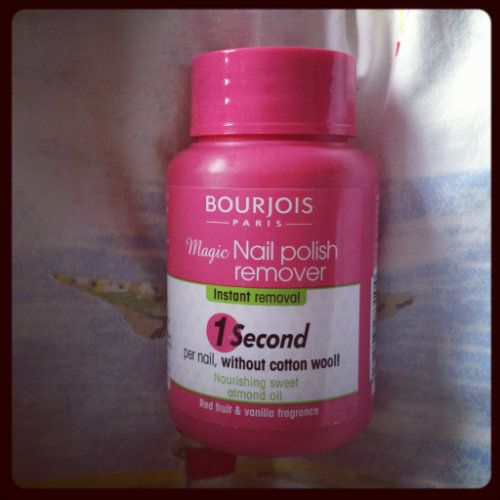 BOURJOIS
PARIS
Magic Nail polish
remover
Instant removal
1 Second
per nail, without cotton wool!
Nourishing sweet
almond oil
Red fruit & vanilla fragrance